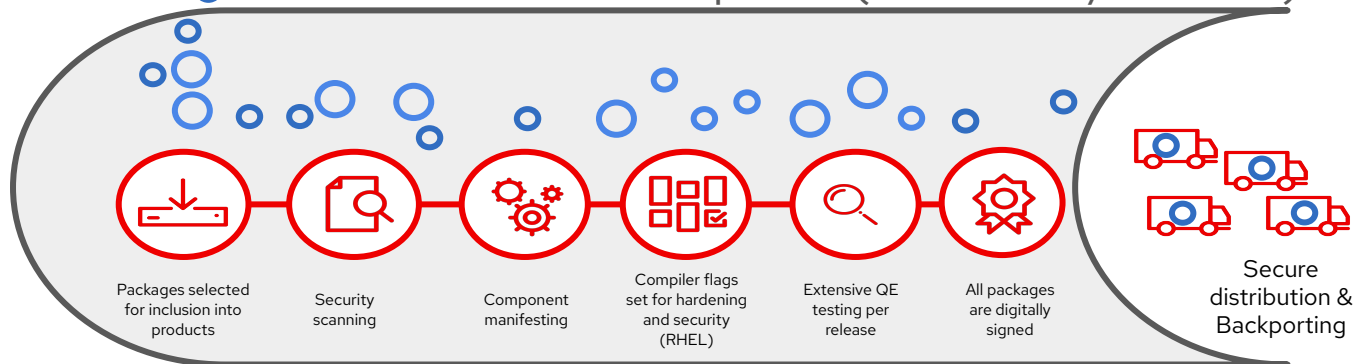 Packages selected
for inclusion into
products
Security
scanning
Component
manifesting
Compiler flags
set for hardening
and security
(RHEL)
Extensive QE
testing per
release
All packages
are digitally
signed
Secure
distribution &
Backporting